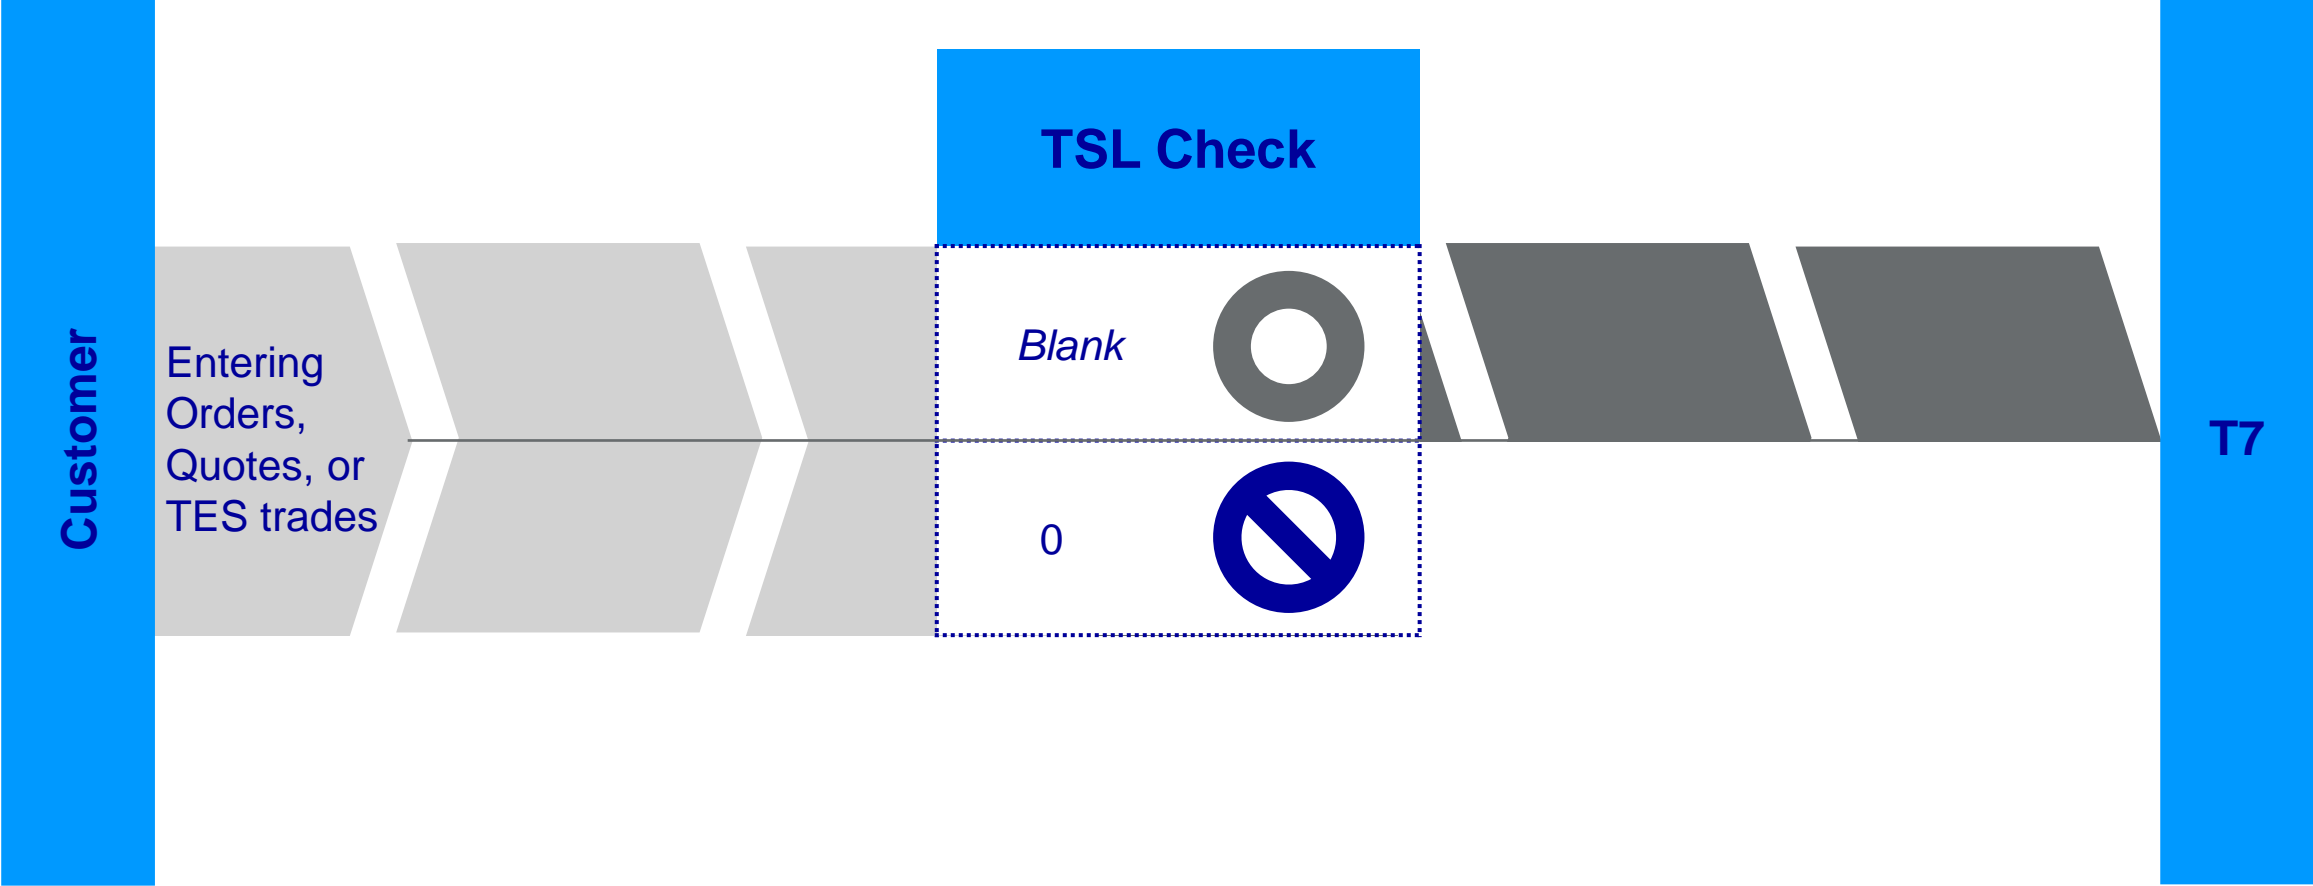 Customer
Entering
Orders,
Quotes, or
TES trades
TSL Check
Blank
0
T7